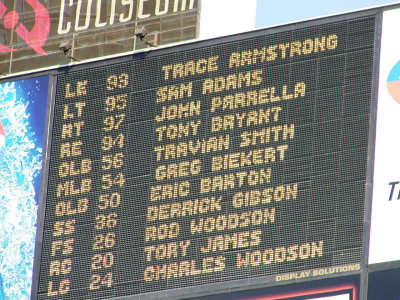 COLISEUM
LE 93 TRACE ARMSTRONG
LT 95 SAM ADAMS
RT 97 JOHN PARRELLA
RE 94 TONY BRYANT
OLB 56 TRAVIAN SMITH
MLB 54 GREG BIEKERT
OLB 50 ERIC BARTON
SS 36 DERRICK GIBSON
FS 26 ROD WOODSON
RC 20 TORY JAMES
LC 24 CHARLES WOODSON
DISPLAY SOLUTIONS